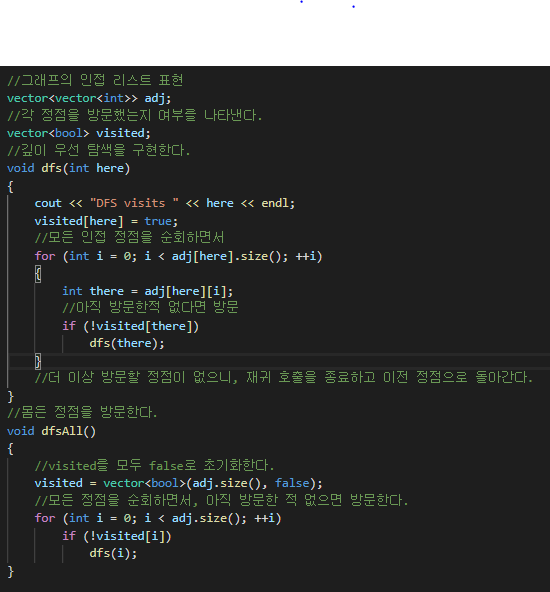 //그래프의 인접 리스트 표현
vector<vector<int>> adj;
//각 정점을 방문했는지 여부를 나타낸다.
vector<bool> visited;
//깊이 우선 탐색을 구현한다.
void dfs(int here)
{
    cout << "DFS visits " << here << endl;
    visited[here] = true;
    //모든 인접 정점을 순회하면서
    for (int i = 0; i < adj[here].size(); ++i)
    {
        int there = adj[here][i];
        //아직 방문한적 없다면 방문
        if (!visited[there])
            dfs(there);
    }
    //더 이상 방문할 정점이 없으니, 재귀 호출을 종료하고 이전 정점으로 돌아간다.
}
//몸든 정점을 방문한다.
void dfsAll()
{
    //visited를 모두 false로 초기화한다.
    visited = vector<bool>(adj.size(), false);
    //모든 정점을 순회하면서, 아직 방문한 적 없으면 방문한다.
    for (int i = 0; i < adj.size(); ++i)
        if (!visited[i])
            dfs(i);
}